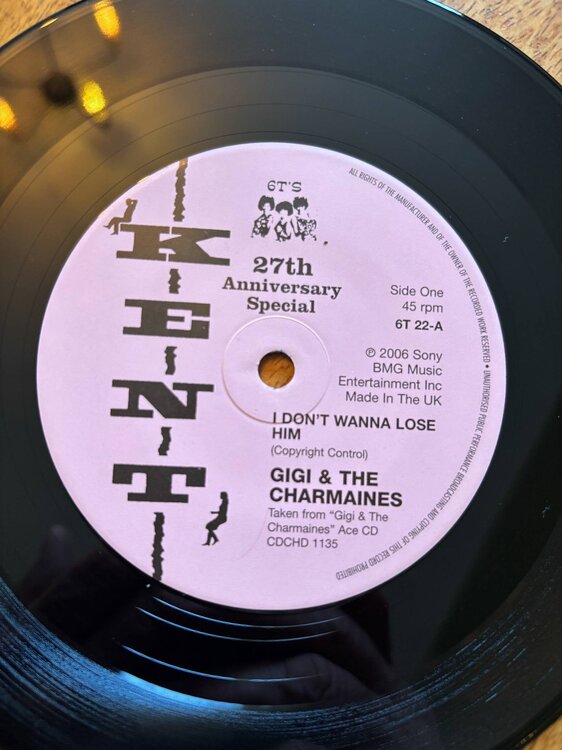 6T'S
27th
Anniversary
Special
KENT
Side One
45 rpm
6T 22-A
℗ 2006 Sony
BMG Music
Entertainment Inc
Made In The UK
I DON'T WANNA LOSE
HIM
(Copyright Control)
GIGI & THE
CHARMAINES
Taken from "Gigi & The
Charmaines" Ace CD
CDCHD 1135
ALL RIGHTS OF THE MANUFACTURER AND OF THE OWNER OF THE RECORDED WORK RESERVED • UNAUTHORISED PUBLIC PERFORMANCE BROADCASTING AND COPYING OF THIS RECORD PROHIBITED